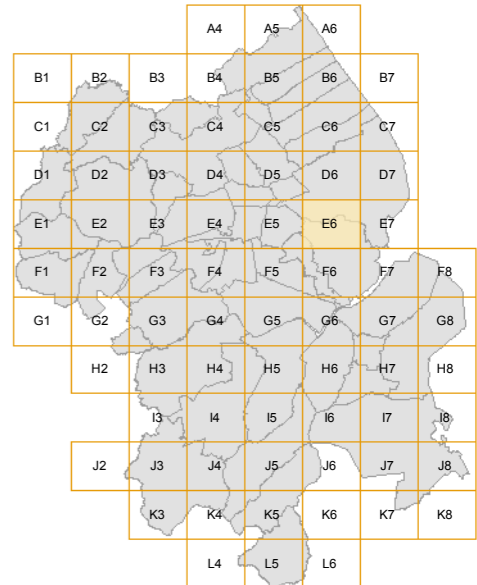 A4 A5 A6
B1 B2 B3 B4 B5 B6 B7
C1 C2 C3 C4 C5 C6 C7
D1 D2 D3 D4 D5 D6 D7
E1 E2 E3 E4 E5 E6 E7
F1 F2 F3 F4 F5 F6 F7 F8
G1 G2 G3 G4 G5 G6 G7 G8
H2 H3 H4 H5 H6 H7 H8
I3 I4 I5 I6 I7 I8
J2 J3 J4 J5 J6 J7 J8
K3 K4 K5 K6 K7 K8
L4 L5 L6